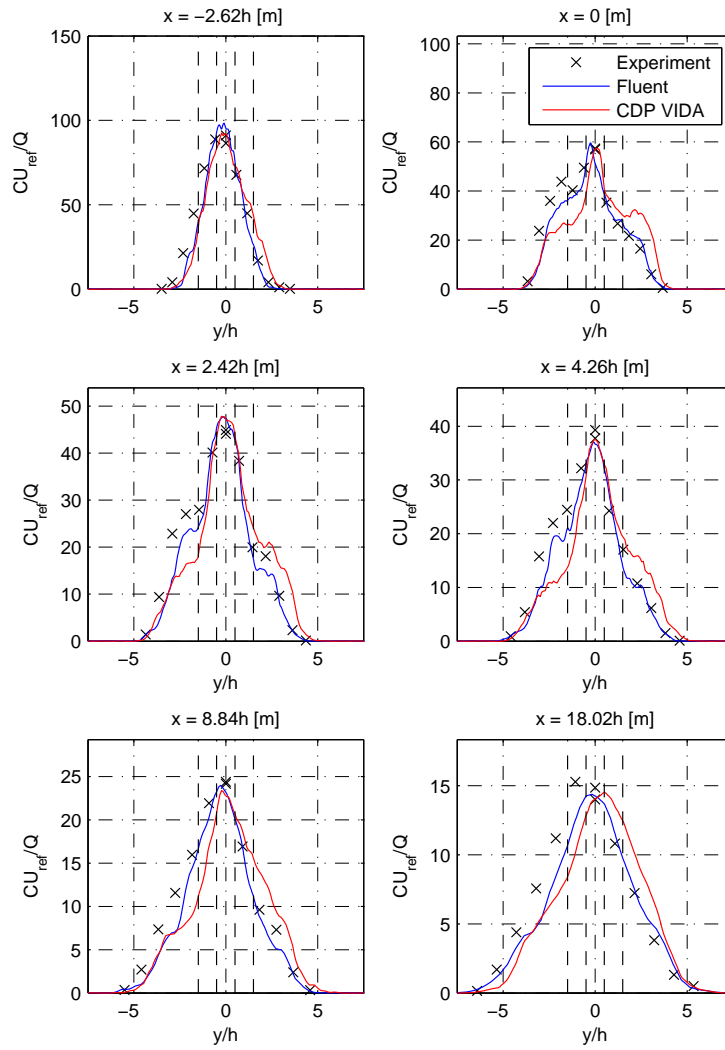 x = −2.62h [m]
x = 0 [m]
150
100
50
0
CU_ref/Q
−5
0
5
y/h
100
80
60
40
20
0
CU_ref/Q
−5
0
5
y/h
Experiment
Fluent
CDP VIDA
x = 2.42h [m]
x = 4.26h [m]
50
40
30
20
10
0
CU_ref/Q
−5
0
5
y/h
40
30
20
10
0
CU_ref/Q
−5
0
5
y/h
x = 8.84h [m]
x = 18.02h [m]
25
20
15
10
5
0
CU_ref/Q
−5
0
5
y/h
15
10
5
0
CU_ref/Q
−5
0
5
y/h